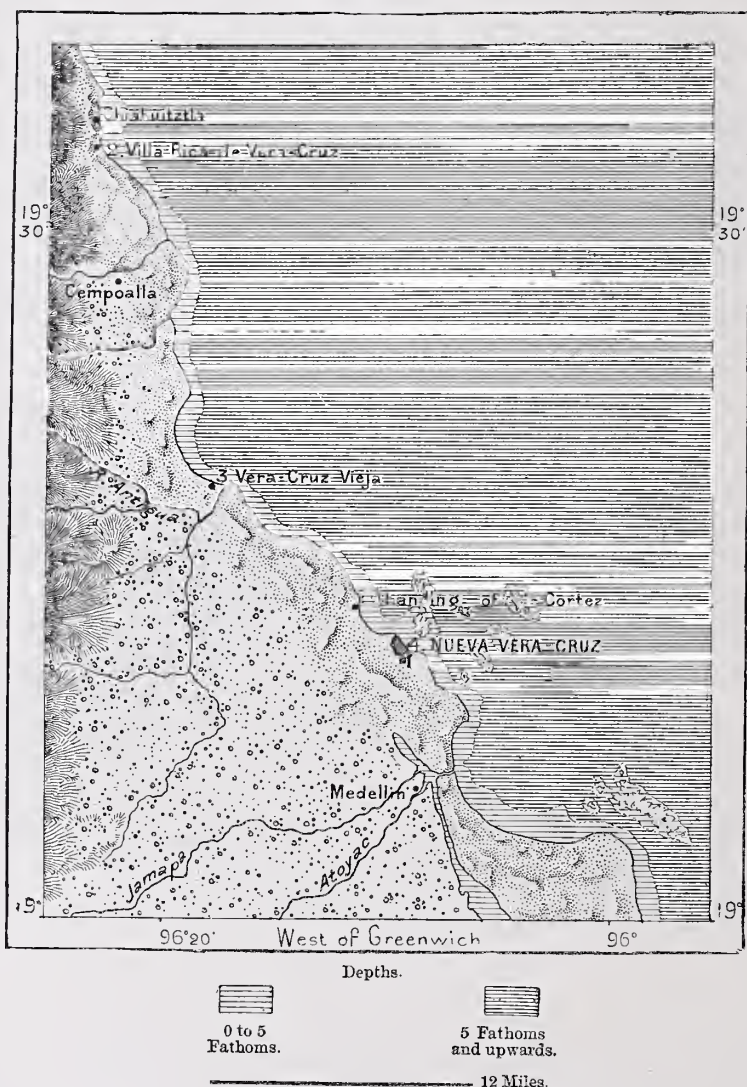 Chiahuitztla
2. Villa-Rica-de-Vera-Cruz
19°
30'
19°
30'
Cempoalla
3 Vera-Cruz Vieja
Artigua
Landing of Cortez
4. NUEVA-VERA-CRUZ
Medellin
Jamapa
Atoyac
19°
19°
96°20'
West of Greenwich
96°
Depths.
0 to 5
Fathoms.
5 Fathoms
and upwards.
12 Miles.